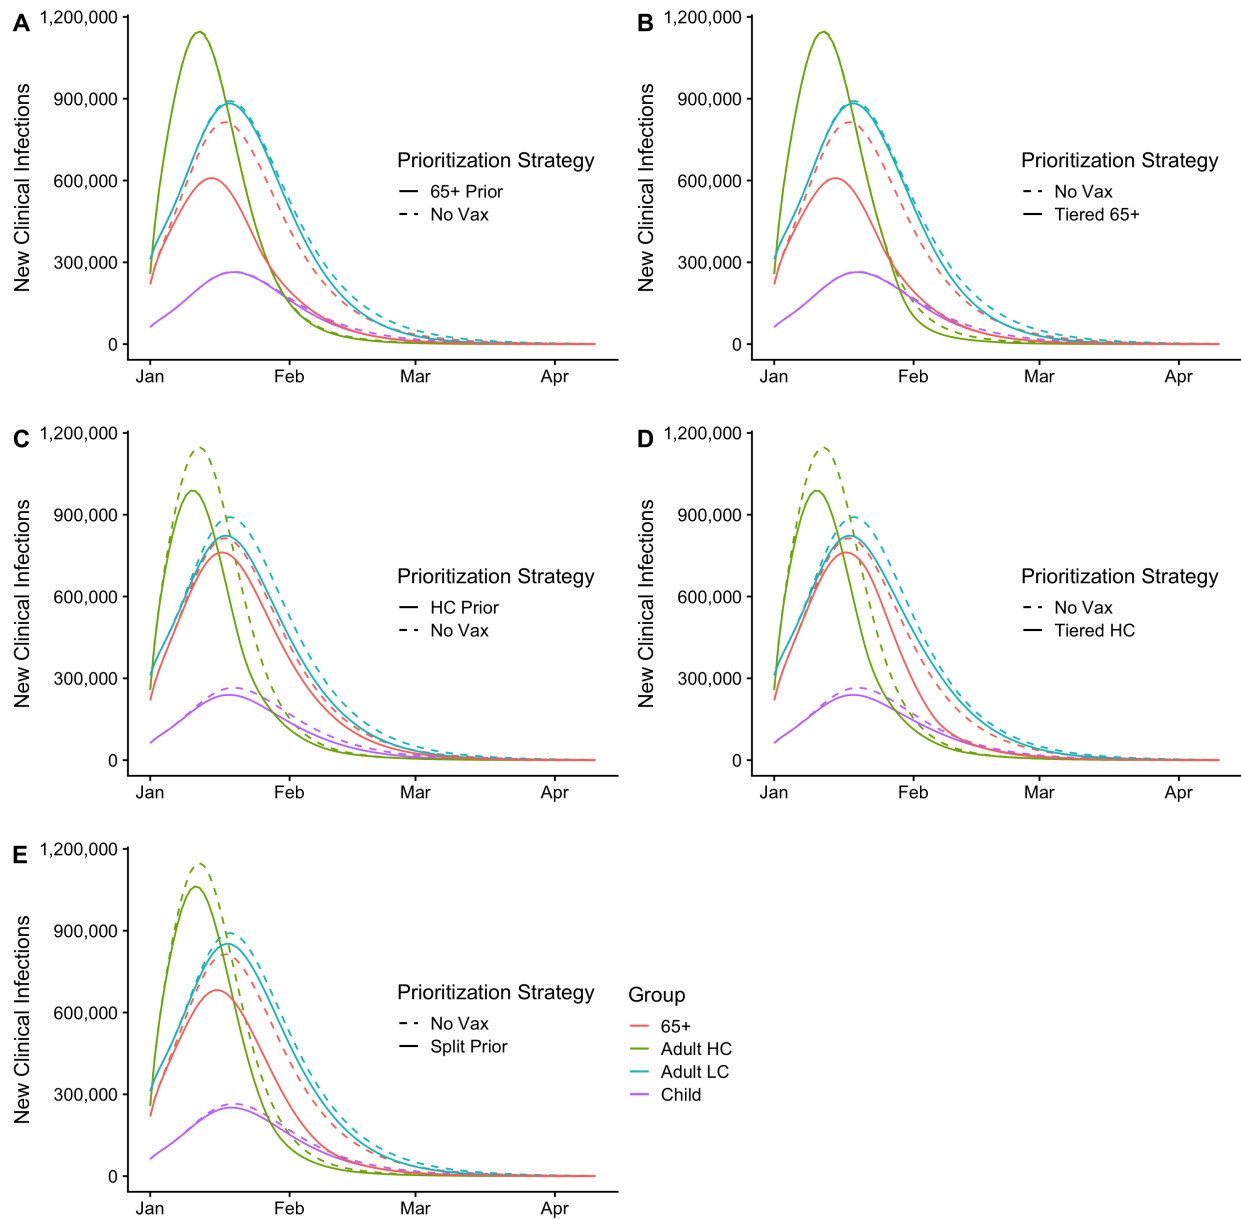 A
New Clinical Infections
1,200,000
900,000
600,000
300,000
0
Jan Feb Mar Apr
Prioritization Strategy
65+ Prior
No Vax
B
New Clinical Infections
1,200,000
900,000
600,000
300,000
0
Jan Feb Mar Apr
Prioritization Strategy
No Vax
Tiered 65+
C
New Clinical Infections
1,200,000
900,000
600,000
300,000
0
Jan Feb Mar Apr
Prioritization Strategy
HC Prior
No Vax
D
New Clinical Infections
1,200,000
900,000
600,000
300,000
0
Jan Feb Mar Apr
Prioritization Strategy
No Vax
Tiered HC
E
New Clinical Infections
1,200,000
900,000
600,000
300,000
0
Jan Feb Mar Apr
Prioritization Strategy
No Vax
Split Prior
Group
65+
Adult HC
Adult LC
Child